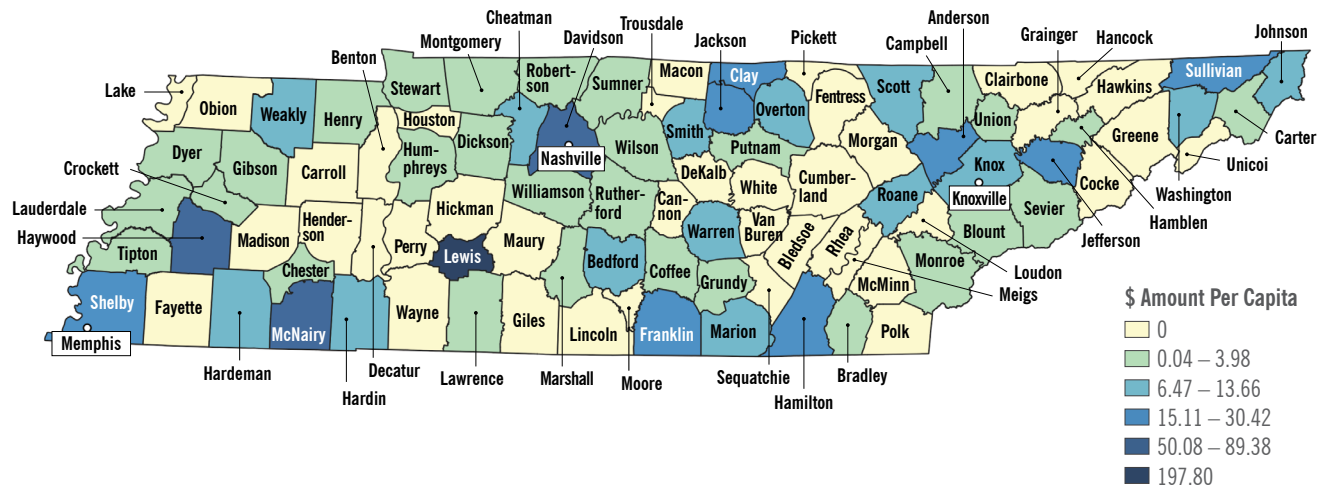 Cheatman
Trousdale
Anderson
Davidson
Grainger
Johnson
Montgomery
Jackson
Pickett
Campbell
Hancock
Benton
Robert-
son
Sumner
Macon
Clay
Scott
Clairbone
Sullivian
Lake
Obion
Weakly
Henry
Stewart
Houston
Overton
Fentress
Hawkins
Union
Dickson
Smith
Morgan
Greene
Carter
Dyer
Gibson
Carroll
Hum-
phreys
Nashville
Wilson
Putnam
Knox
Unicoi
Crockett
DeKalb
White
Cumber-
land
Roane
Knoxville
Cocke
Washington
Lauderdale
Williamson
Ruther-
ford
Can-
non
Sevier
Hamblen
Haywood
Madison
Hender-
son
Perry
Hickman
Maury
Warren
Van
Buren
Bledsoe
Rhea
Blount
Jefferson
Tipton
Chester
Lewis
Bedford
Coffee
Grundy
McMinn
Monroe
Loudon
Meigs
Shelby
Fayette
McNairy
Wayne
Giles
Lincoln
Franklin
Marion
Polk
Memphis
Hardeman
Hardin
Decatur
Lawrence
Marshall
Moore
Sequatchie
Hamilton
Bradley
$ Amount Per Capita
0
0.04 – 3.98
6.47 – 13.66
15.11 – 30.42
50.08 – 89.38
197.80